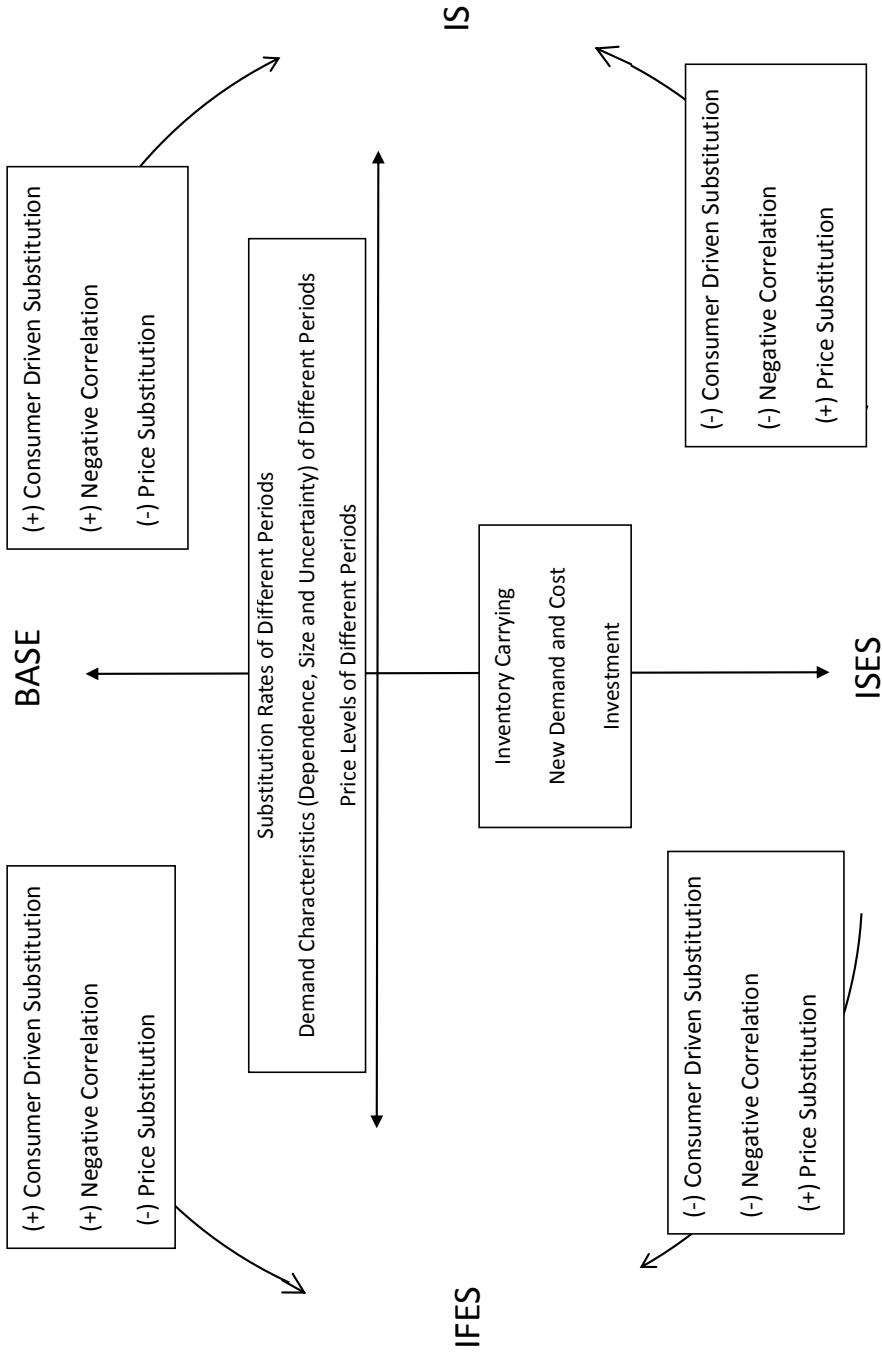 BASE
(+) Consumer Driven Substitution
(+) Negative Correlation
(-) Price Substitution
(+) Consumer Driven Substitution
(+) Negative Correlation
(-) Price Substitution
Substitution Rates of Different Periods
Demand Characteristics (Dependence, Size and Uncertainty) of Different Periods
Price Levels of Different Periods
IFES
IS
Inventory Carrying
New Demand and Cost
Investment
(-) Consumer Driven Substitution
(-) Negative Correlation
(+) Price Substitution
(-) Consumer Driven Substitution
(-) Negative Correlation
(+) Price Substitution
ISES